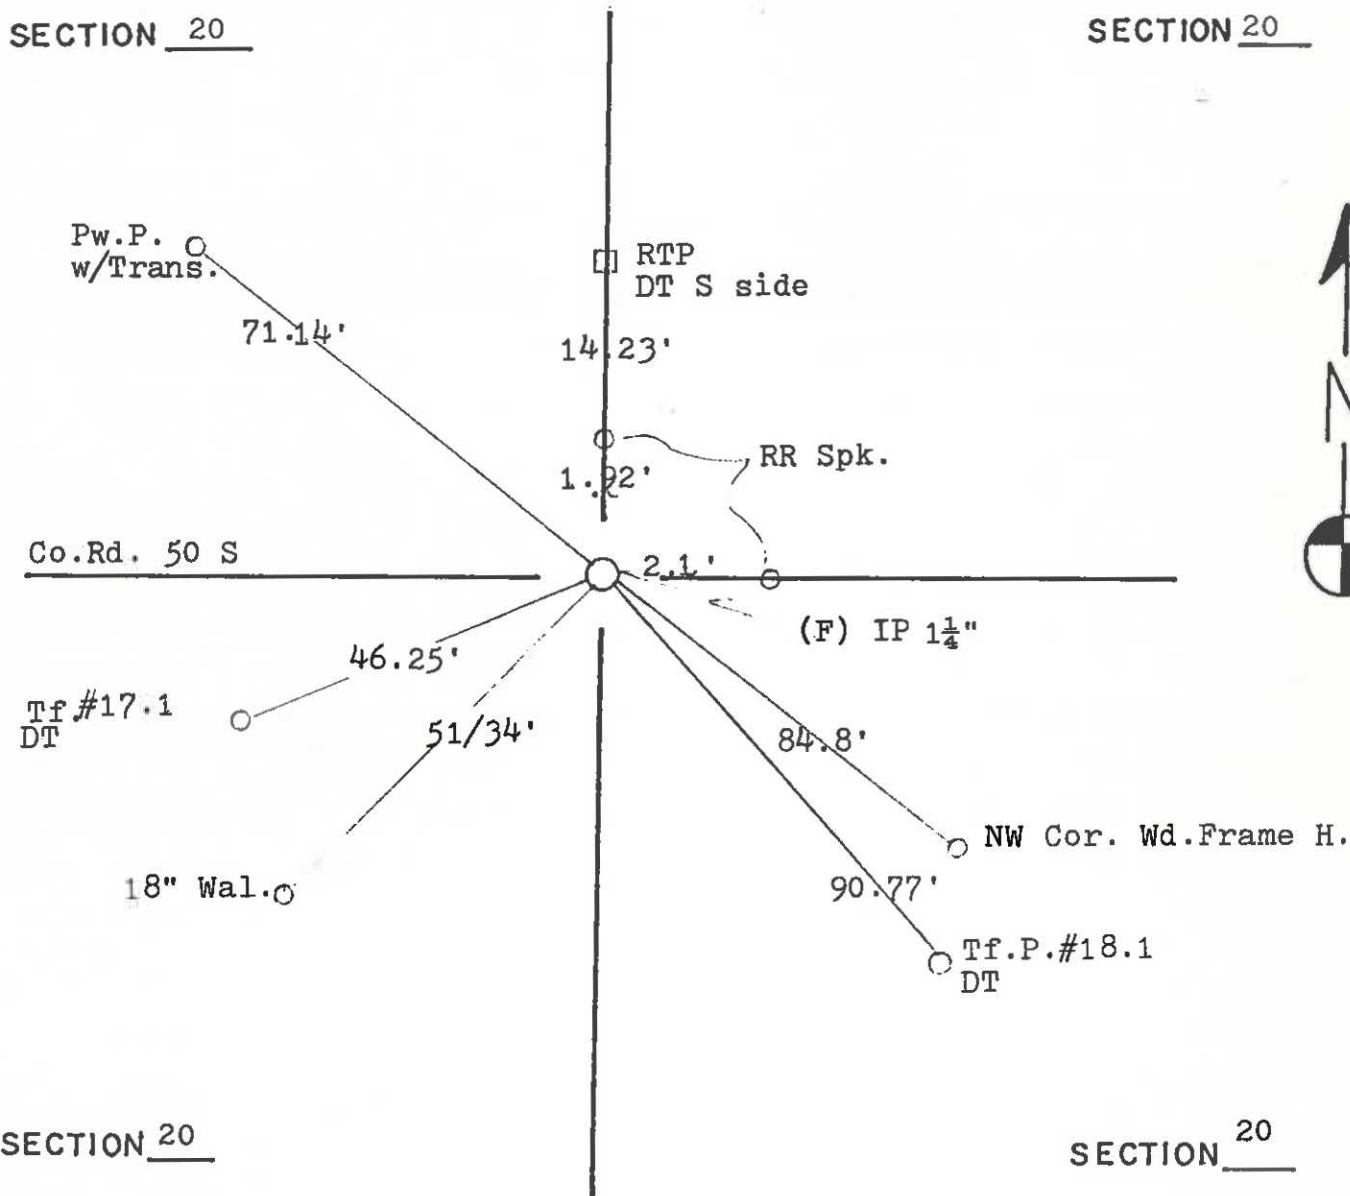 SECTION 20
SECTION 20
Pw.P.
w/Trans.
RTP
DT S side
71.14'
14.23'
RR Spk.
1.92'
N
Co.Rd. 50 S
2.1'
(F) IP 1¼"
46.25'
Tf.#17.1
DT
51/34'
84.8'
NW Cor. Wd.Frame H.
18" Wal.
90.77'
Tf.P.#18.1
DT
SECTION 20
SECTION 20